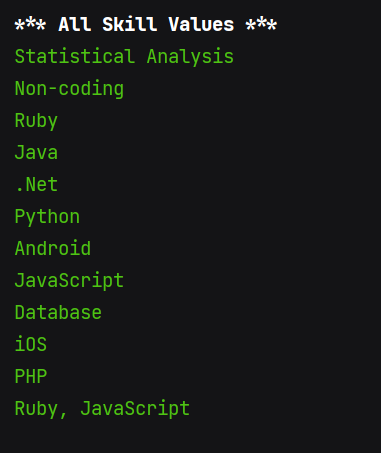 *** All Skill Values ***
Statistical Analysis
Non-coding
Ruby
Java
.Net
Python
Android
JavaScript
Database
iOS
PHP
Ruby, JavaScript